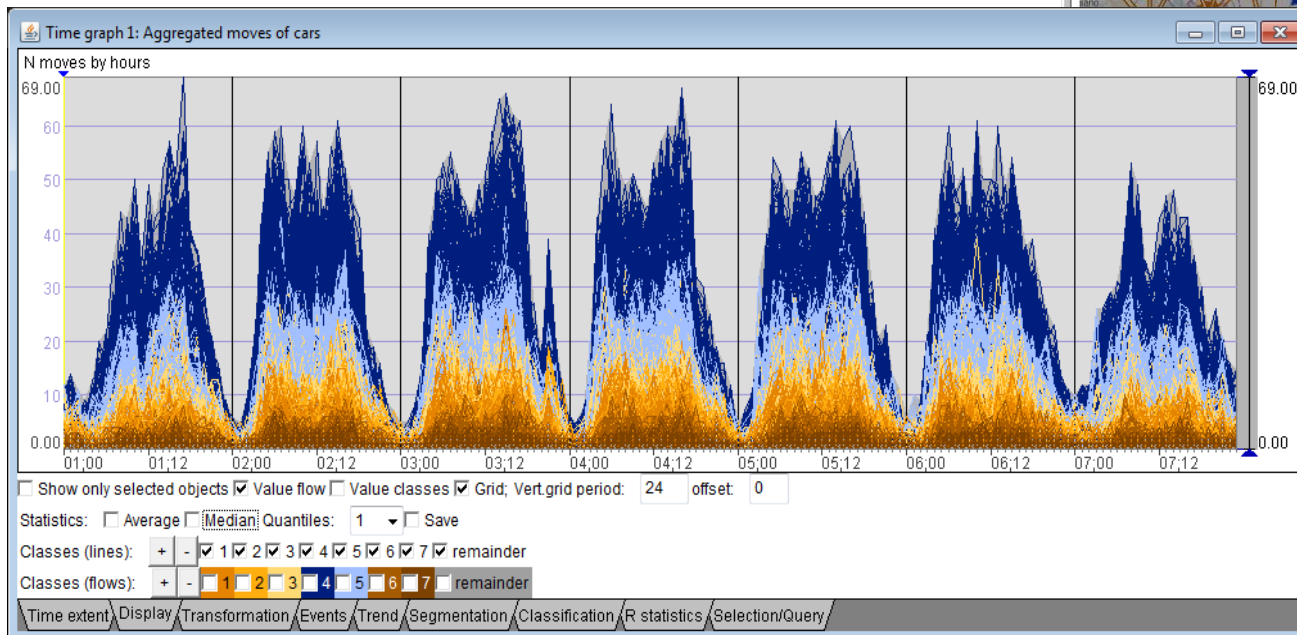 Time graph 1: Aggregated moves of cars
N moves by hours
69.00 69.00
60
50
40
30
20
10
0.00 0.00
01;00 01;12 02;00 02;12 03;00 03;12 04;00 04;12 05;00 05;12 06;00 06;12 07;00 07;12
Show only selected objects Value flow Value classes Grid; Vert.grid period: 24 offset: 0
Statistics: Average Median Quantiles: 1 Save
Classes (lines): + - 1 2 3 4 5 6 7 remainder
Classes (flows): + - 1 2 3 4 5 6 7 remainder
Time extent Display Transformation Events Trend Segmentation Classification R statistics Selection/Query